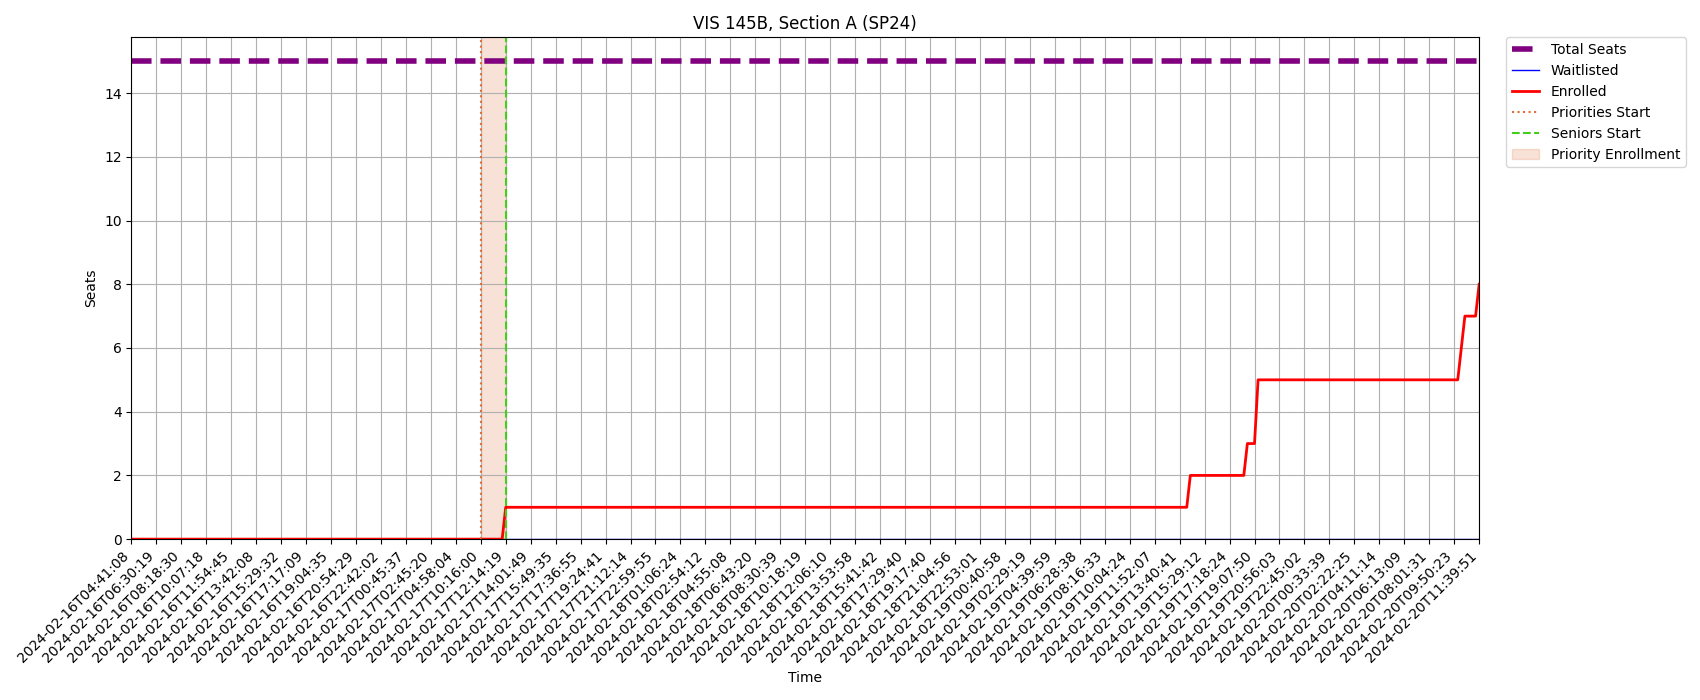 VIS 145B, Section A (SP24)
Total Seats
Waitlisted
Enrolled
Priorities Start
Seniors Start
Priority Enrollment
Seats
14
12
10
8
6
4
2
0
2024-02-16T04:41:08
2024-02-16T06:30:19
2024-02-16T08:18:30
2024-02-16T10:07:18
2024-02-16T11:54:45
2024-02-16T13:42:08
2024-02-16T15:29:32
2024-02-16T17:17:09
2024-02-16T19:04:35
2024-02-16T20:54:29
2024-02-16T22:42:02
2024-02-17T00:45:37
2024-02-17T02:45:20
2024-02-17T04:58:04
2024-02-17T10:16:00
2024-02-17T12:14:19
2024-02-17T14:01:49
2024-02-17T15:49:35
2024-02-17T17:36:55
2024-02-17T19:24:41
2024-02-17T21:12:14
2024-02-17T22:59:55
2024-02-18T01:06:24
2024-02-18T02:54:12
2024-02-18T04:55:08
2024-02-18T06:43:20
2024-02-18T08:30:39
2024-02-18T10:18:19
2024-02-18T12:06:10
2024-02-18T13:53:58
2024-02-18T15:41:42
2024-02-18T17:29:40
2024-02-18T19:17:40
2024-02-18T21:04:56
2024-02-18T22:53:01
2024-02-19T00:40:58
2024-02-19T02:29:19
2024-02-19T04:39:59
2024-02-19T06:28:38
2024-02-19T08:16:33
2024-02-19T10:04:24
2024-02-19T11:52:07
2024-02-19T13:40:41
2024-02-19T15:29:12
2024-02-19T17:18:24
2024-02-19T19:07:50
2024-02-19T20:56:03
2024-02-19T22:45:02
2024-02-20T00:33:39
2024-02-20T02:22:25
2024-02-20T04:11:14
2024-02-20T06:13:09
2024-02-20T08:01:31
2024-02-20T09:50:23
2024-02-20T11:39:51
Time